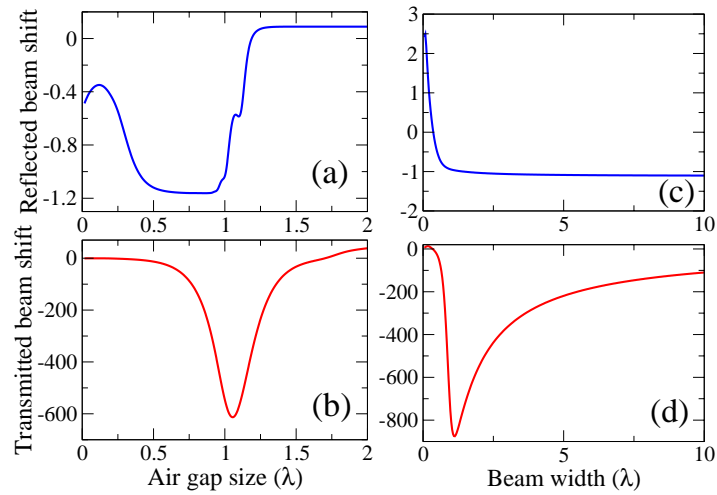 Reflected beam shift
0
-0.4
-0.8
-1.2
(a)
0 0.5 1 1.5 2
3
2
1
0
-1
-2
(c)
0 5 10
Transmitted beam shift
0
-200
-400
-600
(b)
0 0.5 1 1.5 2
Air gap size (λ)
0
-200
-400
-600
-800
(d)
0 5 10
Beam width (λ)